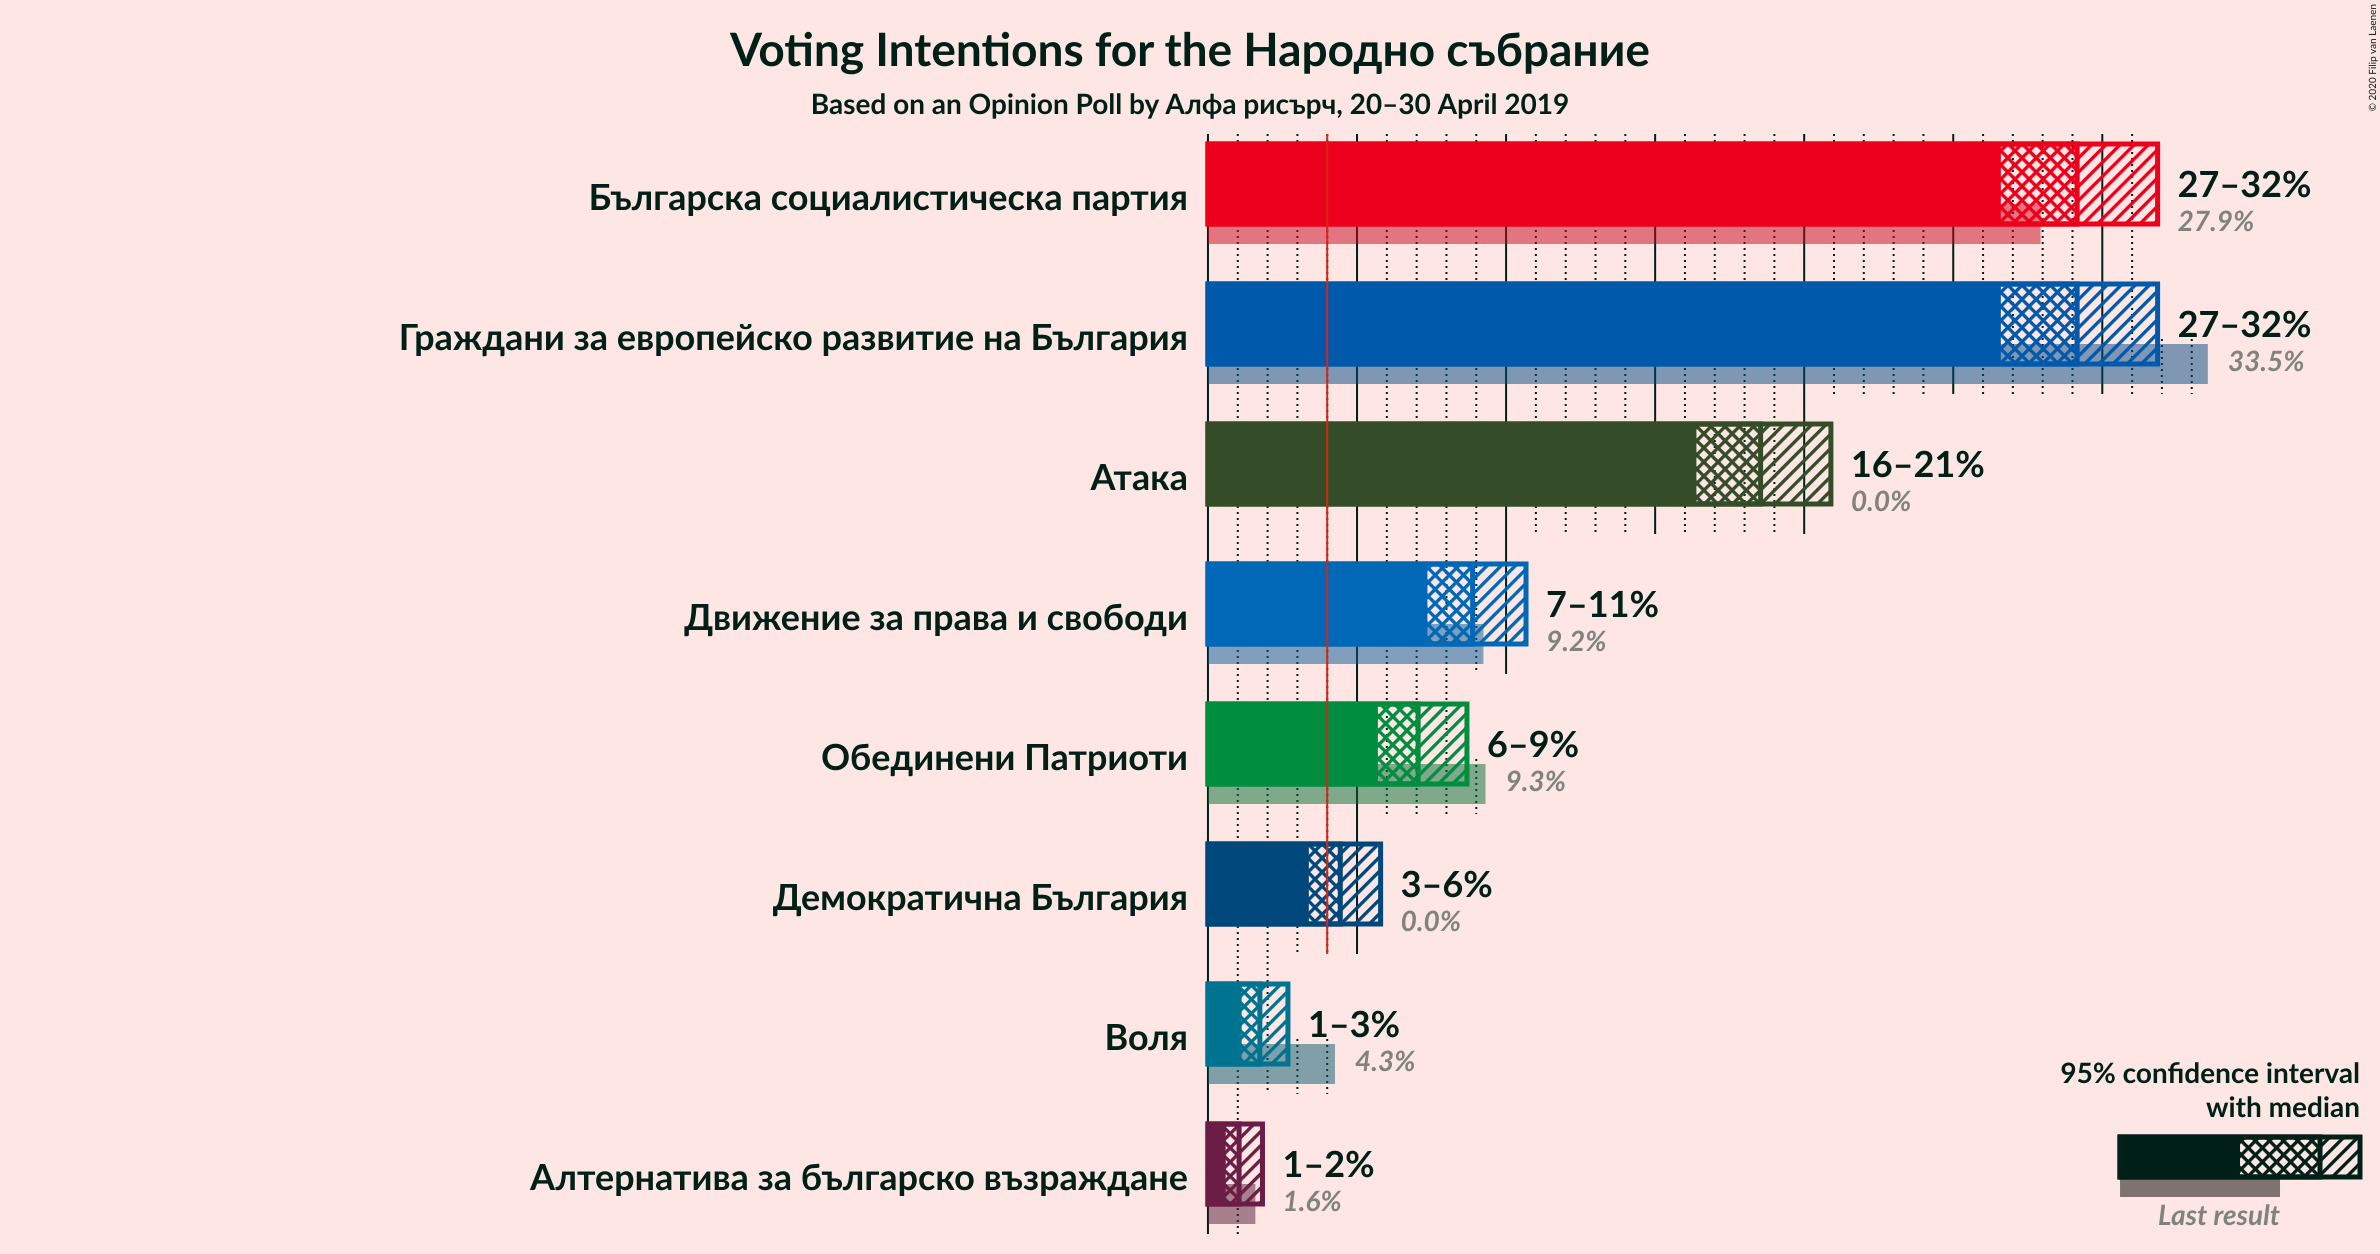 Voting Intentions for the Народно събрание
Based on an Opinion Poll by Алфа рисърч, 20–30 April 2019
© 2020 Filip van Laenen
Българска социалистическа партия
27–32%
27.9%
Граждани за европейско развитие на България
27–32%
33.5%
Атака
16–21%
0.0%
Движение за права и свободи
7–11%
9.2%
Обединени Патриоти
6–9%
9.3%
Демократична България
3–6%
0.0%
Воля
1–3%
4.3%
Алтернатива за българско възраждане
1–2%
1.6%
95% confidence interval
with median
Last result